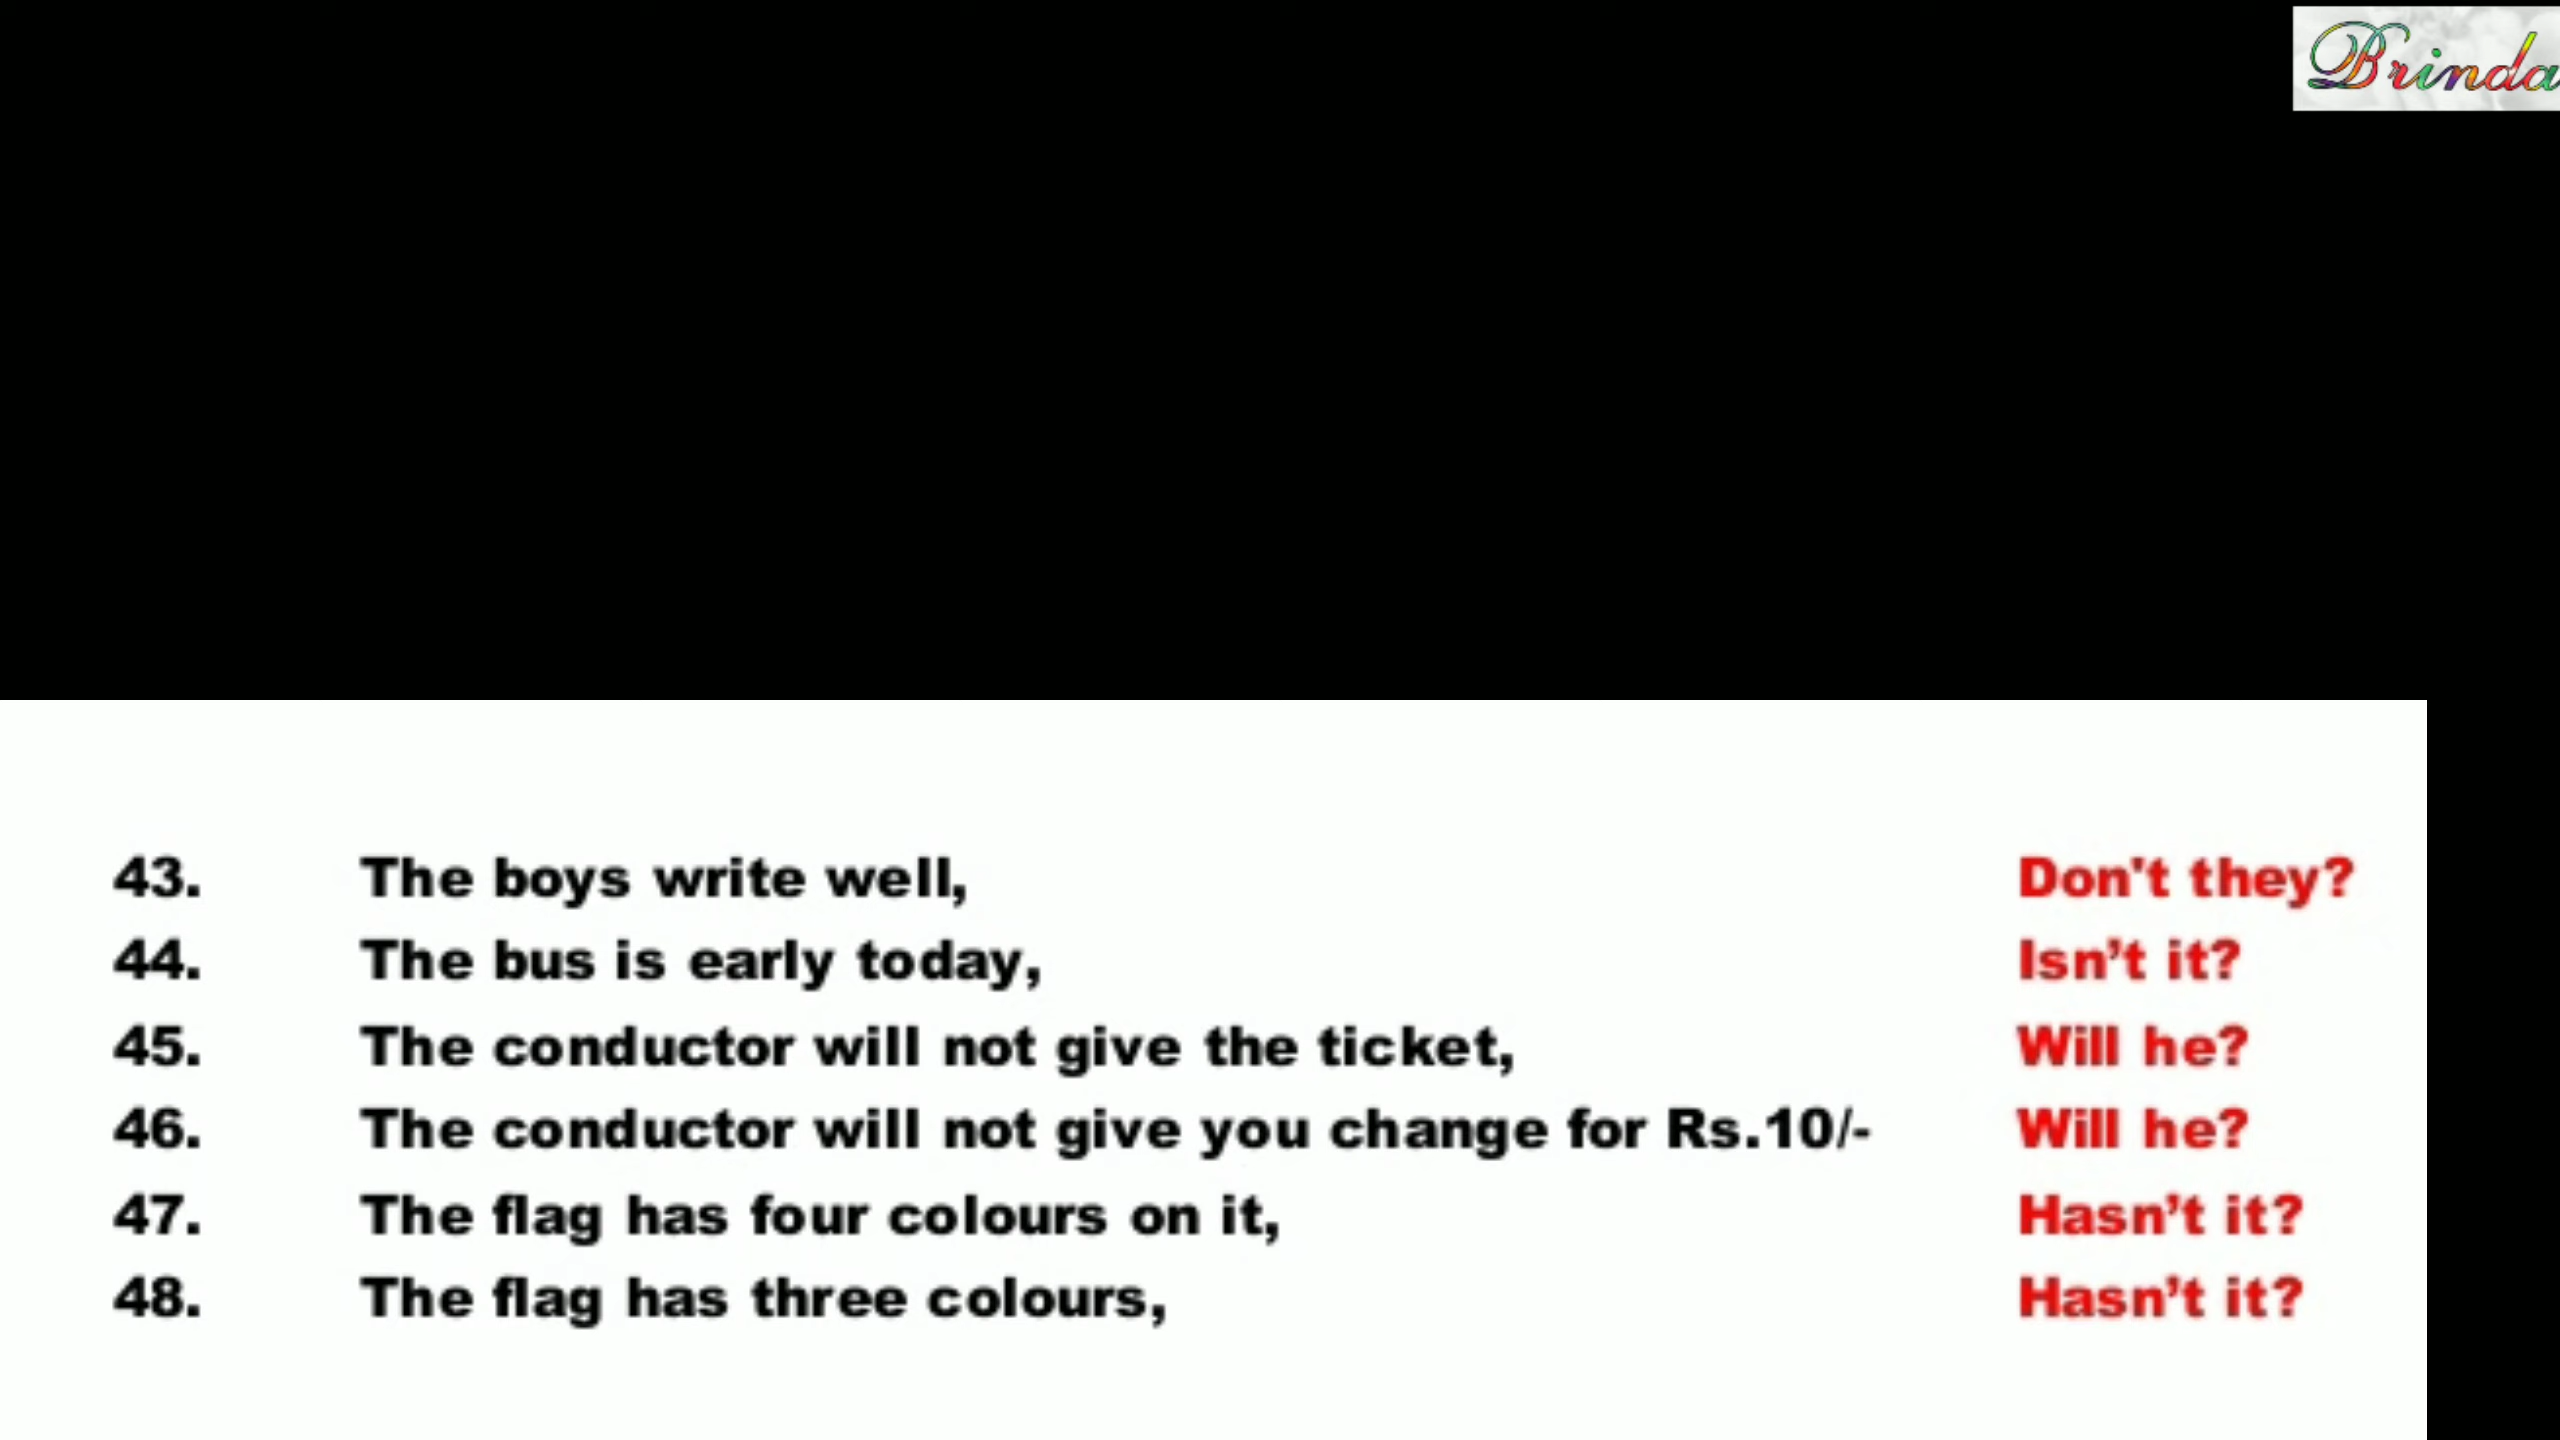 Brinda
43. The boys write well, Don't they?
44. The bus is early today, Isn’t it?
45. The conductor will not give the ticket, Will he?
46. The conductor will not give you change for Rs.10/- Will he?
47. The flag has four colours on it, Hasn’t it?
48. The flag has three colours, Hasn’t it?